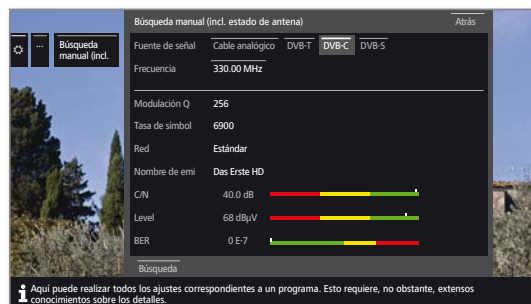 Búsqueda manual (incl. estado de antena) Atrás
... Búsqueda manual (incl.
Fuente de señal Cable analógico DVB-T DVB-C DVB-S
Frecuencia 330.00 MHz
Modulación Q 256
Tasa de símbol 6900
Red Estándar
Nombre de emi Das Erste HD
C/N 40.0 dB
Level 68 dBµV
BER 0 E-7
Búsqueda
Aquí puede realizar todos los ajustes correspondientes a un programa. Esto requiere, no obstante, extensos
conocimientos sobre los detalles.